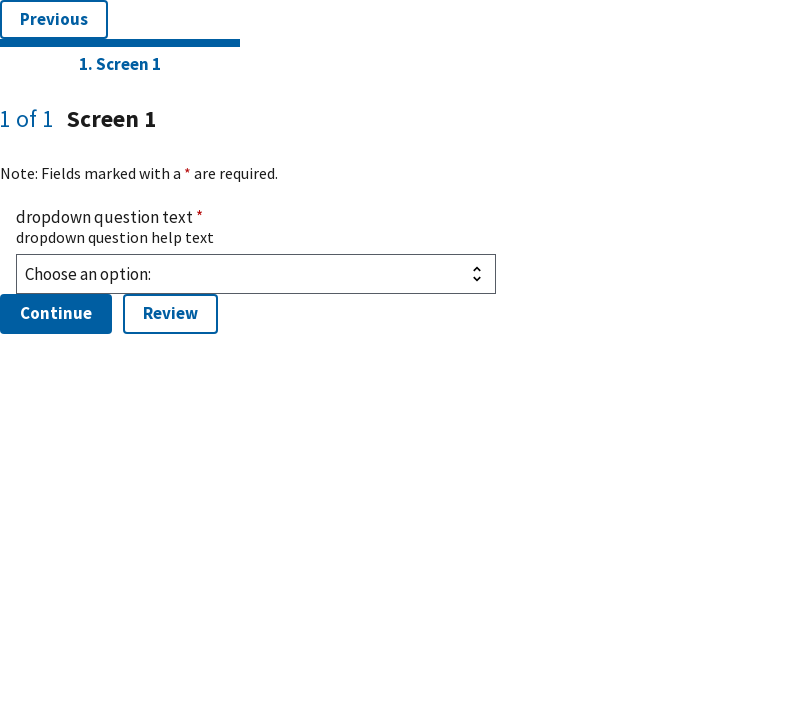 Previous
1. Screen 1
1 of 1 Screen 1
Note: Fields marked with a * are required.
dropdown question text *
dropdown question help text
Choose an option:
Continue Review